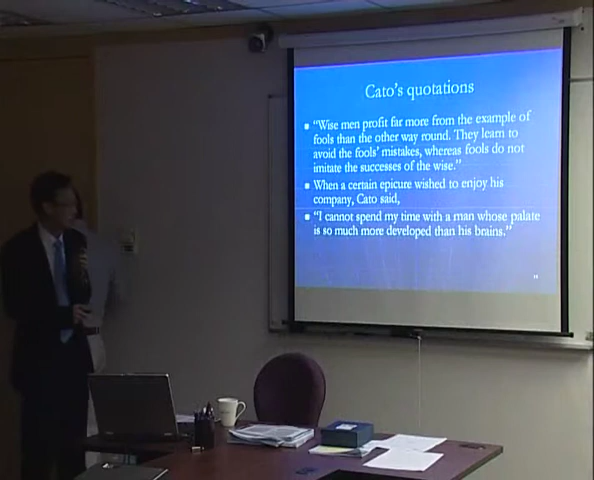 Cato's quotations
"Wise men profit far more from the example of
fools than the other way round. They learn to
avoid the fools' mistakes, whereas fools do not
imitate the successes of the wise."
When a certain epicure wished to enjoy his
company, Cato said,
"I cannot spend my time with a man whose palate
is so much more developed than his brains."